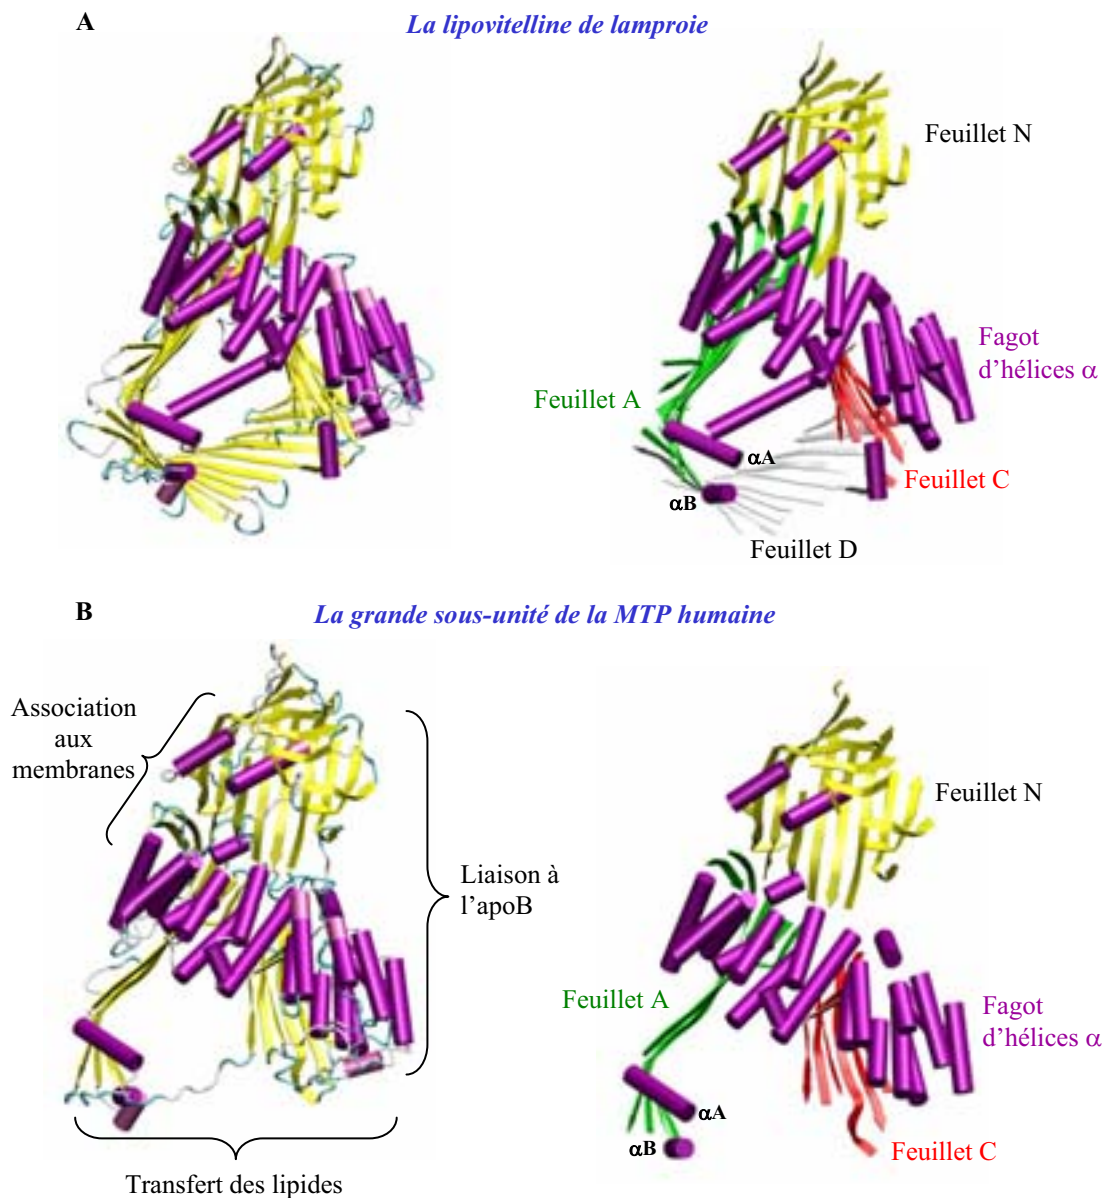 A
La lipovitelline de lamproie
Feuillet N
Fagot
d'hélices α
Feuillet A
αA
αB
Feuillet C
Feuillet D
B
La grande sous-unité de la MTP humaine
Association
aux
membranes
Liaison à
l'apoB
Transfert des lipides
Feuillet N
Feuillet A
Fagot
d'hélices α
αA
αB
Feuillet C